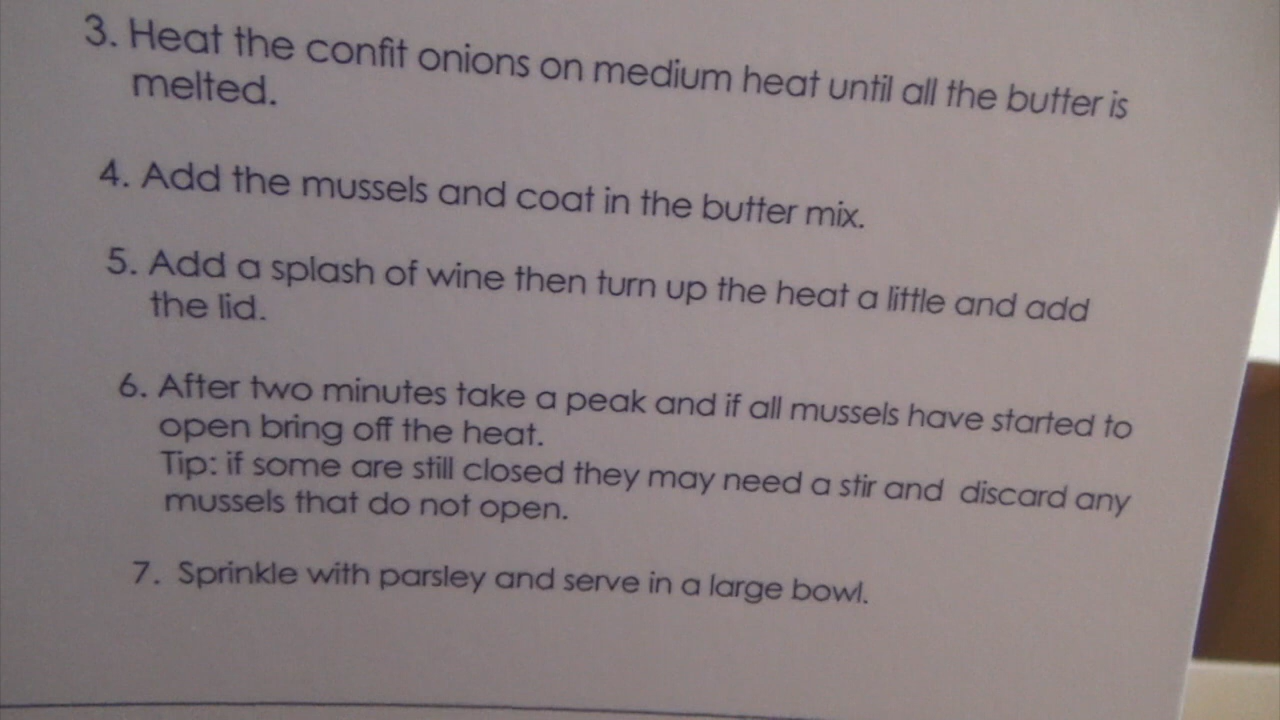 3. Heat the confit onions on medium heat until all the butter is
melted.
4. Add the mussels and coat in the butter mix.
5. Add a splash of wine then turn up the heat a little and add
the lid.
6. After two minutes take a peak and if all mussels have started to
open bring off the heat.
Tip: if some are still closed they may need a stir and discard any
mussels that do not open.
7. Sprinkle with parsley and serve in a large bowl.